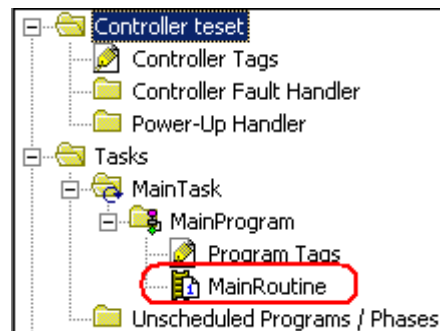 Controller teset
Controller Tags
Controller Fault Handler
Power-Up Handler
Tasks
MainTask
MainProgram
Program Tags
MainRoutine
Unscheduled Programs / Phases